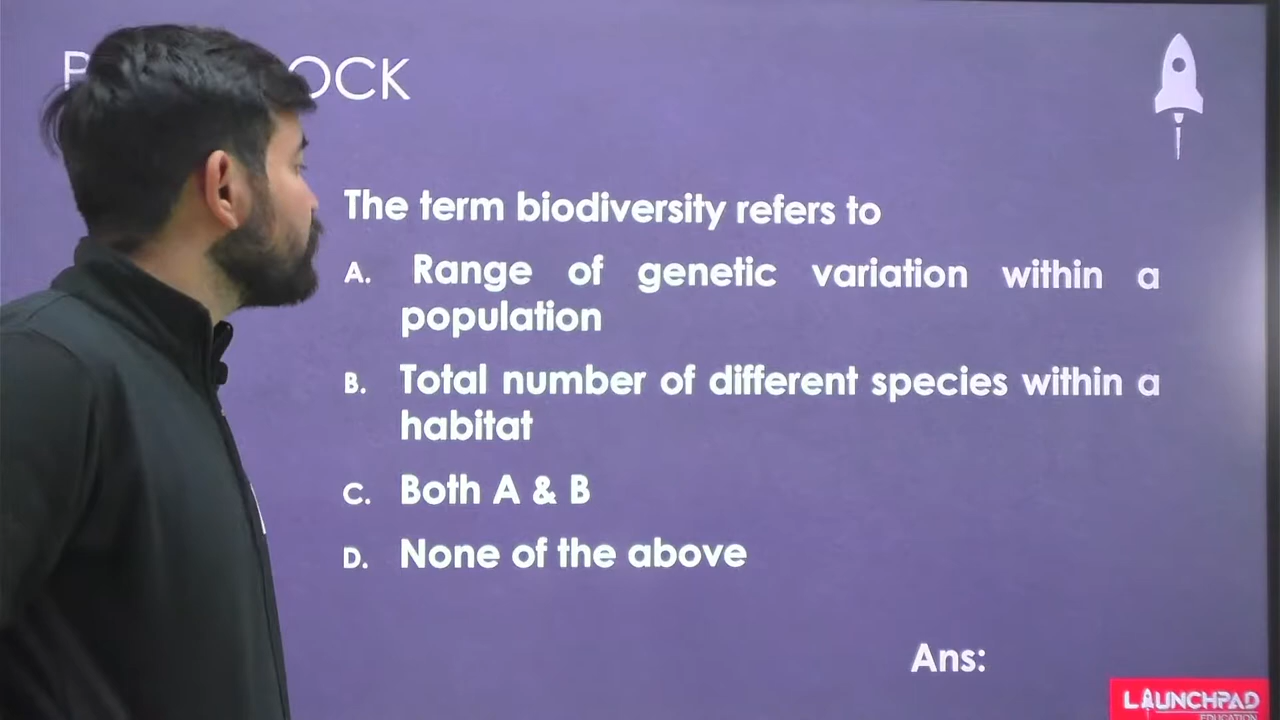 OCK
The term biodiversity refers to
A. Range of genetic variation within a
population
B. Total number of different species within a
habitat
C. Both A & B
D. None of the above
Ans:
LAUNCHPAD
EDUCATION